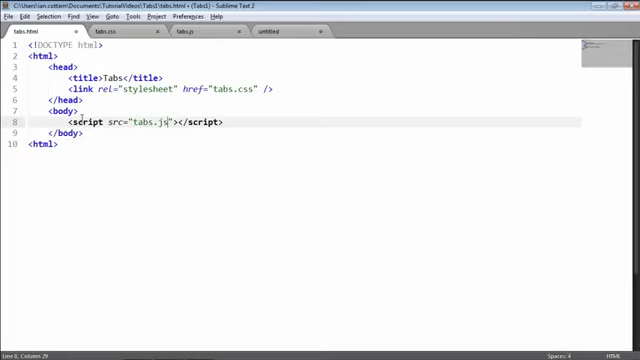 C:\Users\ian.cottam\Documents\TutorialVideos\Tabs1\tabs.html • (Tabs1) - Sublime Text 2
File Edit Selection Find View Goto Tools Project Preferences Help
tabs.html tabs.css tabs.js untitled
1 <!DOCTYPE html>
2 <html>
3 <head>
4 <title>Tabs</title>
5 <link rel="stylesheet" href="tabs.css" />
6 </head>
7 <body>
8 <script src="tabs.js"></script>
9 </body>
10 <html>
Line 8, Column 29 Spaces: 4 HTML